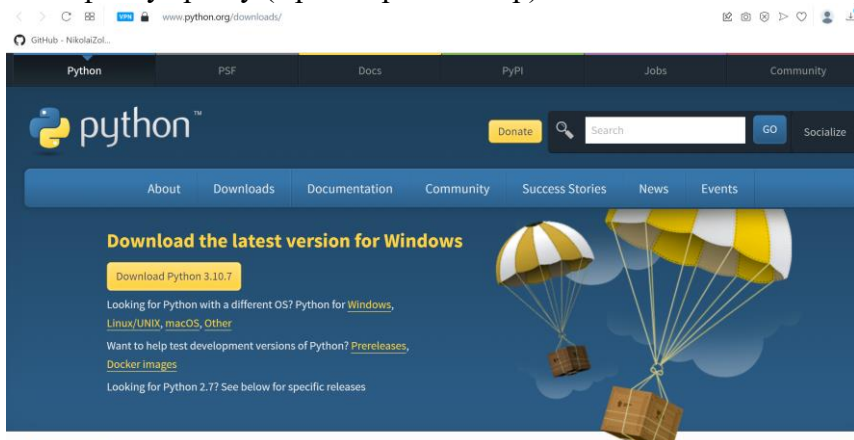 VPN www.python.org/downloads/
GitHub - NikolaiZol...
Python PSF Docs PyPI Jobs Community
python™
Donate Search GO Socialize
About Downloads Documentation Community Success Stories News Events
Download the latest version for Windows
Download Python 3.10.7
Looking for Python with a different OS? Python for Windows,
Linux/UNIX, macOS, Other
Want to help test development versions of Python? Prereleases,
Docker images
Looking for Python 2.7? See below for specific releases